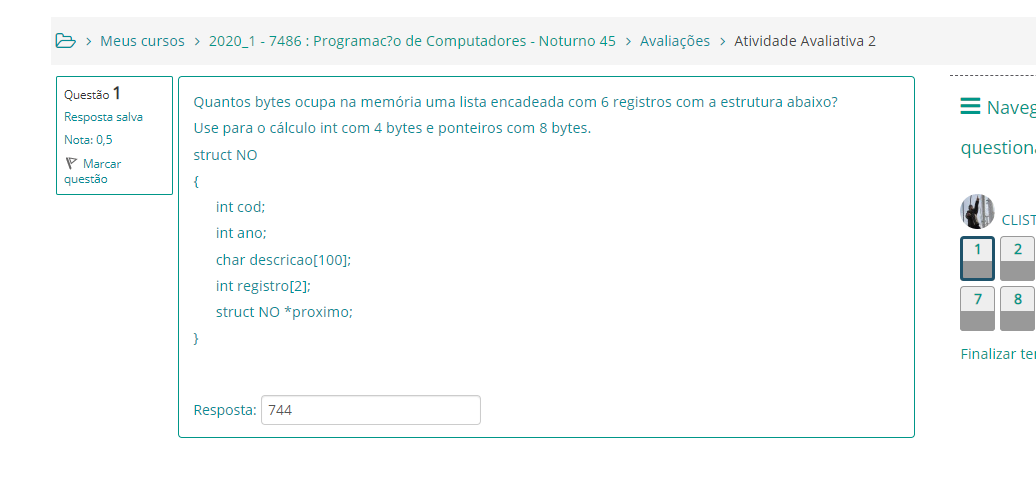 Meus cursos > 2020_1 - 7486 : Programac?o de Computadores - Noturno 45 > Avaliações > Atividade Avaliativa 2
Questão 1
Resposta salva
Nota: 0,5
Marcar
questão
Quantos bytes ocupa na memória uma lista encadeada com 6 registros com a estrutura abaixo?
Use para o cálculo int com 4 bytes e ponteiros com 8 bytes.
struct NO
{
int cod;
int ano;
char descricao[100];
int registro[2];
struct NO *proximo;
}
Resposta: 744
Naveg
questiona
CLIST
1 2
7 8
Finalizar te